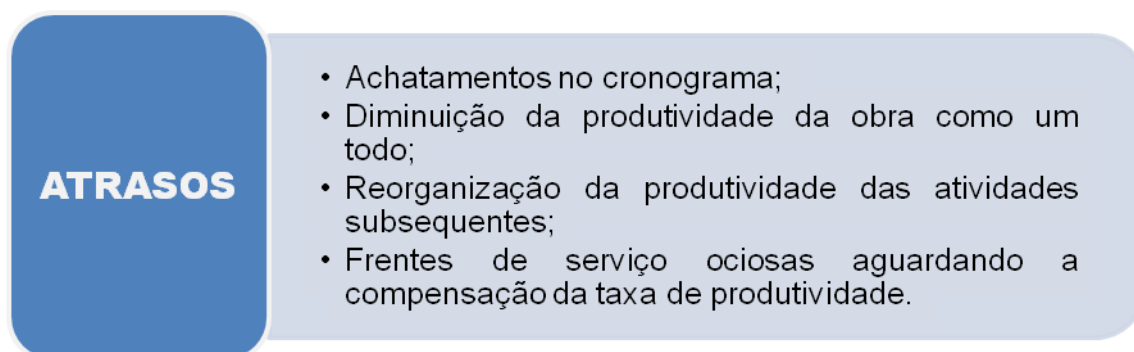 ATRASOS
• Achatamentos no cronograma;
• Diminuição da produtividade da obra como um
todo;
• Reorganização da produtividade das atividades
subsequentes;
• Frentes de serviço ociosas aguardando a
compensação da taxa de produtividade.